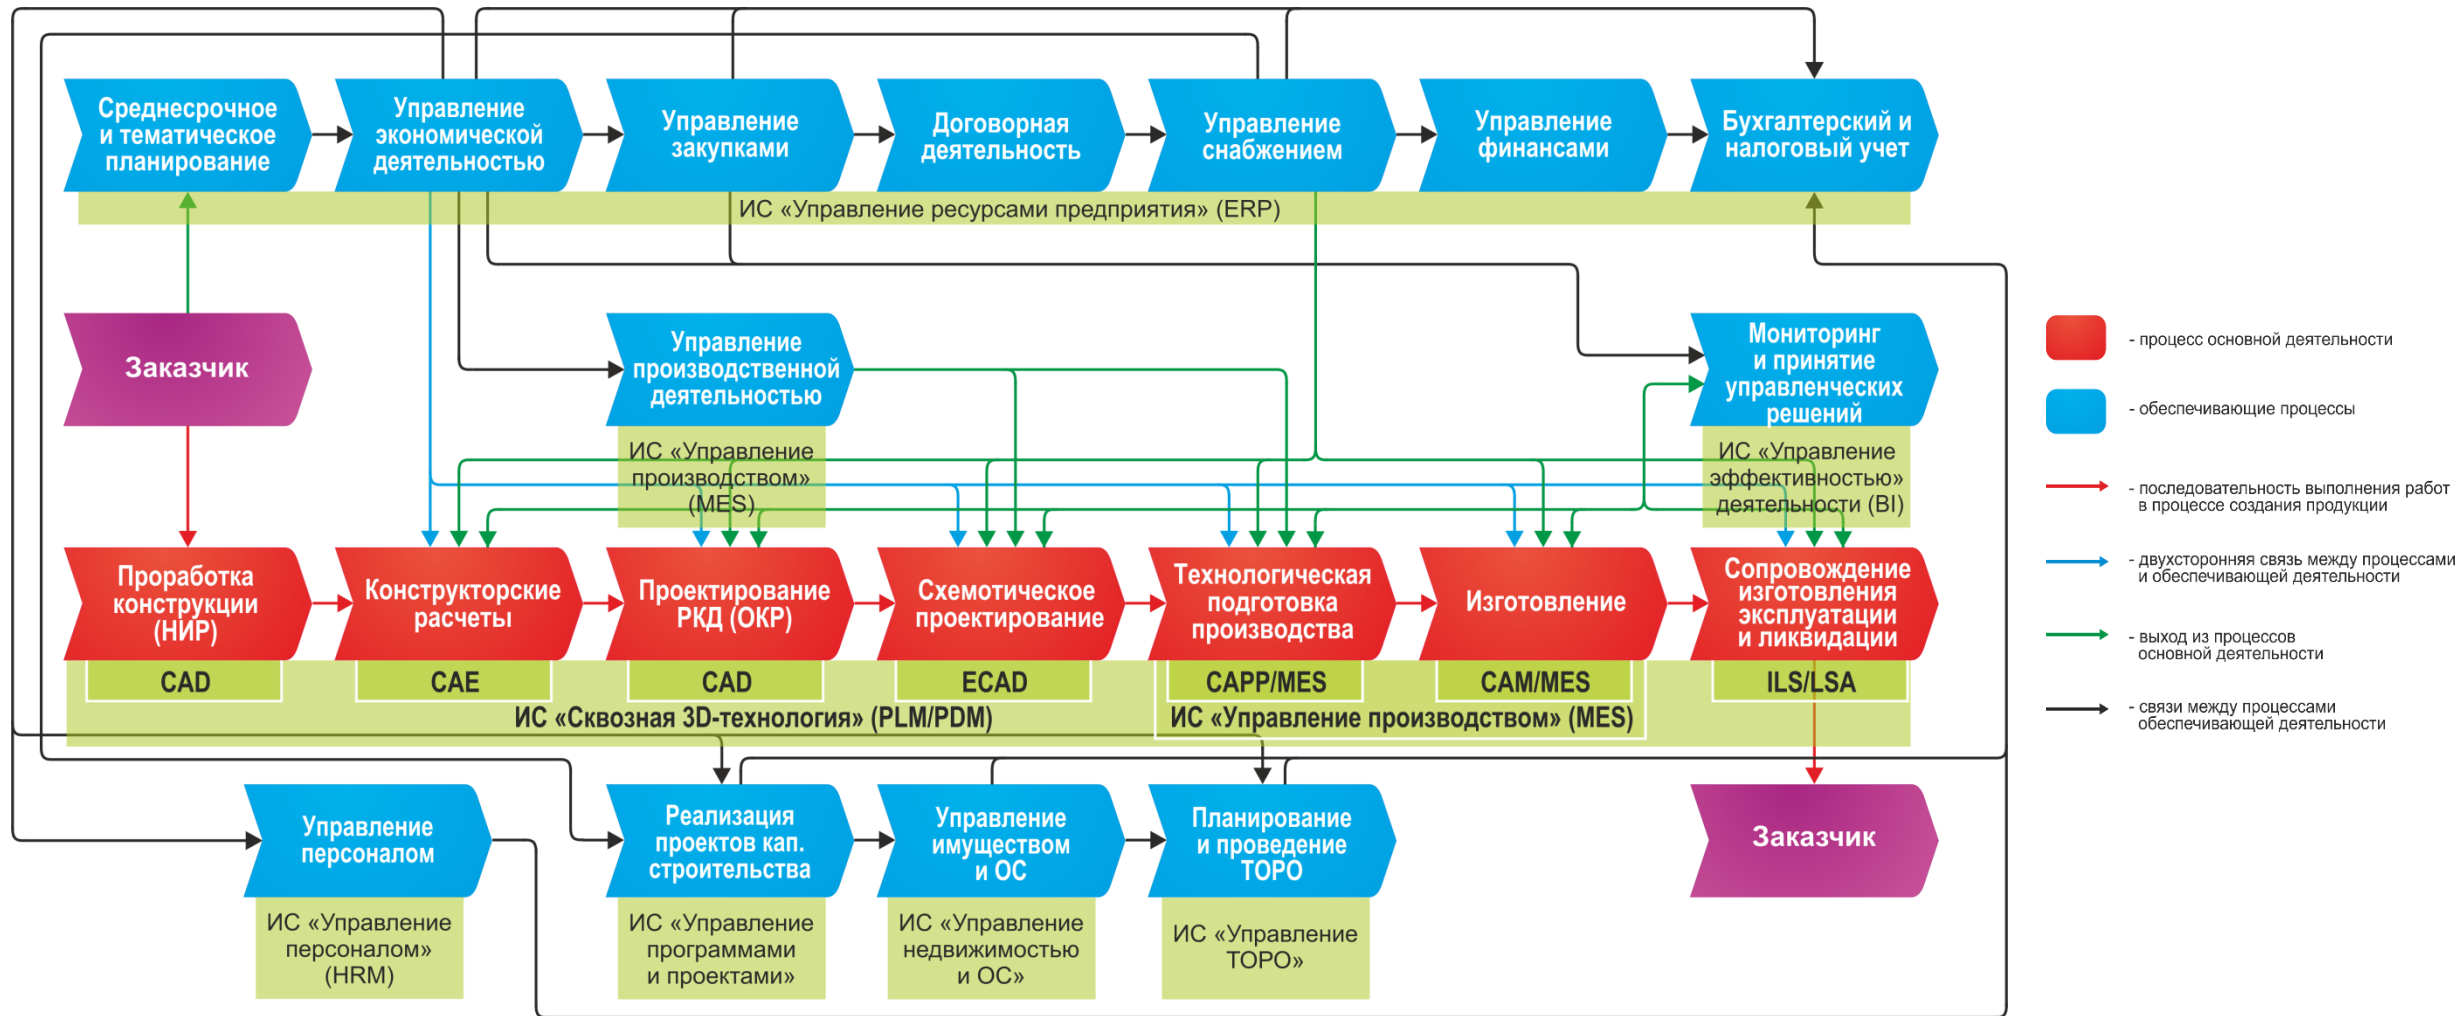 Среднесрочное
и тематическое
планирование
Управление
экономической
деятельностью
Управление
закупками
Договорная
деятельность
Управление
снабжением
Управление
финансами
Бухгалтерский и
налоговый учет
ИС «Управление ресурсами предприятия» (ERP)
Заказчик
Управление
производственной
деятельностью
ИС «Управление
производством»
(MES)
Мониторинг
и принятие
управленческих
решений
ИС «Управление
эффективностью»
деятельности (BI)
Проработка
конструкции
(НИР)
Конструкторские
расчеты
Проектирование
РКД (ОКР)
Схемотическое
проектирование
Технологическая
подготовка
производства
Изготовление
Сопровождение
изготовления
эксплуатации
и ликвидации
CAD
CAE
CAD
ECAD
CAPP/MES
CAM/MES
ILS/LSA
ИС «Сквозная 3D-технология» (PLM/PDM)
ИС «Управление производством» (MES)
Управление
персоналом
Реализация
проектов кап.
строительства
Управление
имуществом
и ОС
Планирование
и проведение
ТОРО
Заказчик
ИС «Управление
персоналом»
(HRM)
ИС «Управление
программами
и проектами»
ИС «Управление
недвижимостью
и ОС»
ИС «Управление
ТОРО»
- процесс основной деятельности
- обеспечивающие процессы
- последовательность выполнения работ
в процессе создания продукции
- двухсторонняя связь между процессами
и обеспечивающей деятельности
- выход из процессов
основной деятельности
- связи между процессами
обеспечивающей деятельности